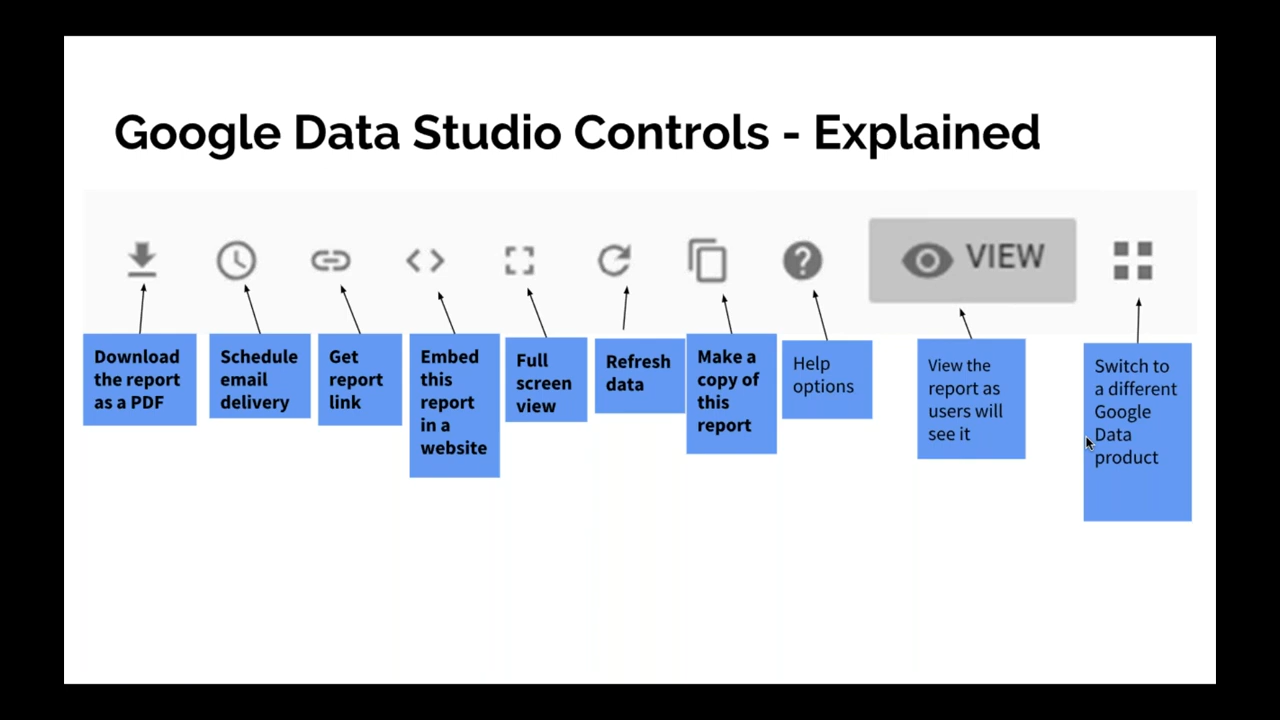 Google Data Studio Controls - Explained
VIEW
Download
the report
as a PDF
Schedule
email
delivery
Get
report
link
Embed
this
report
in a
website
Full
screen
view
Refresh
data
Make a
copy of
this
report
Help
options
View the
report as
users will
see it
Switch to
a different
Google
Data
product